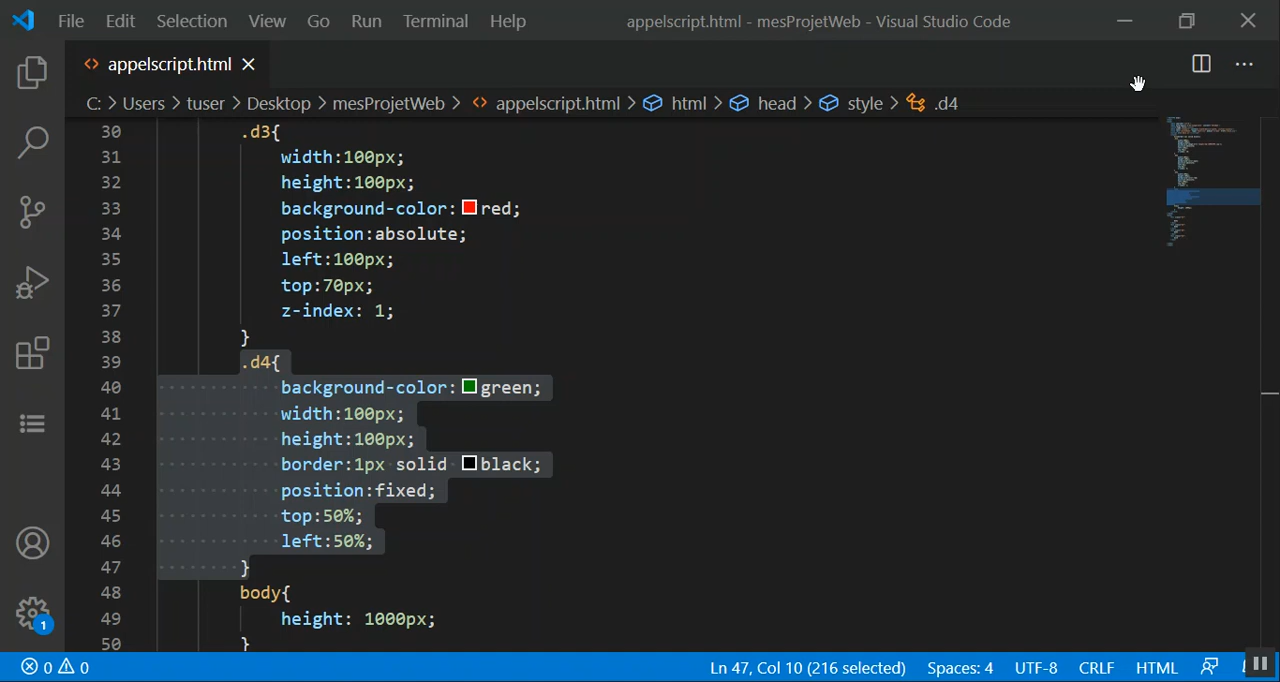 File Edit Selection View Go Run Terminal Help appelscript.html - mesProjetWeb - Visual Studio Code
appelscript.html
C: > Users > tuser > Desktop > mesProjetWeb > appelscript.html > html > head > style > .d4
30 .d3{
31 width:100px;
32 height:100px;
33 background-color: red;
34 position:absolute;
35 left:100px;
36 top:70px;
37 z-index: 1;
38 }
39 .d4{
40 background-color: green;
41 width:100px;
42 height:100px;
43 border:1px solid black;
44 position:fixed;
45 top:50%;
46 left:50%;
47 }
48 body{
49 height: 1000px;
50 }
1
0 0 Ln 47, Col 10 (216 selected) Spaces: 4 UTF-8 CRLF HTML